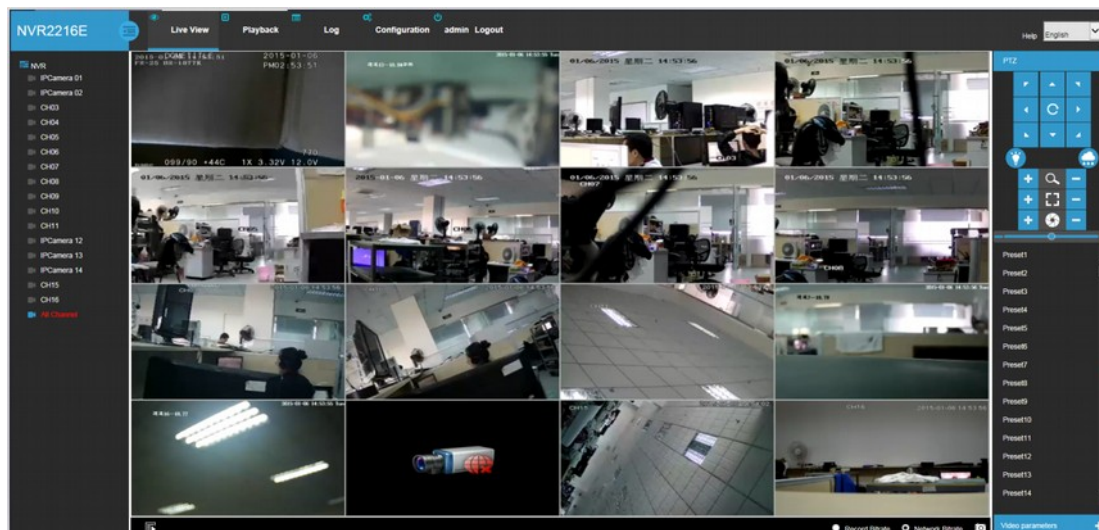 NVR2216E
Live View
Playback
Log
Configuration
admin Logout
Help
English
NVR
IPCamera 01
IPCamera 02
CH03
CH04
CH05
CH06
CH07
CH08
CH09
CH10
CH11
IPCamera 12
IPCamera 13
IPCamera 14
CH15
CH16
All Channel
DOMETITLE 2015-01-06
PM02:53:51
099/90 +44C 1X 3.32V 12.0V
01/06/2015 星期二 14:53:56
01/06/2015 星期二 14:53:56
01/06/2015 星期二 14:53:56
2015-01-06 星期二 14:53:56
01/06/2015 星期二 14:53:56
CH07
01/06/2015 星期二 14:53:56
CH08
PTZ
Preset1
Preset2
Preset3
Preset4
Preset5
Preset6
Preset7
Preset8
Preset9
Preset10
Preset11
Preset12
Preset13
Preset14
Video parameters
Record Bitrate
Network Bitrate